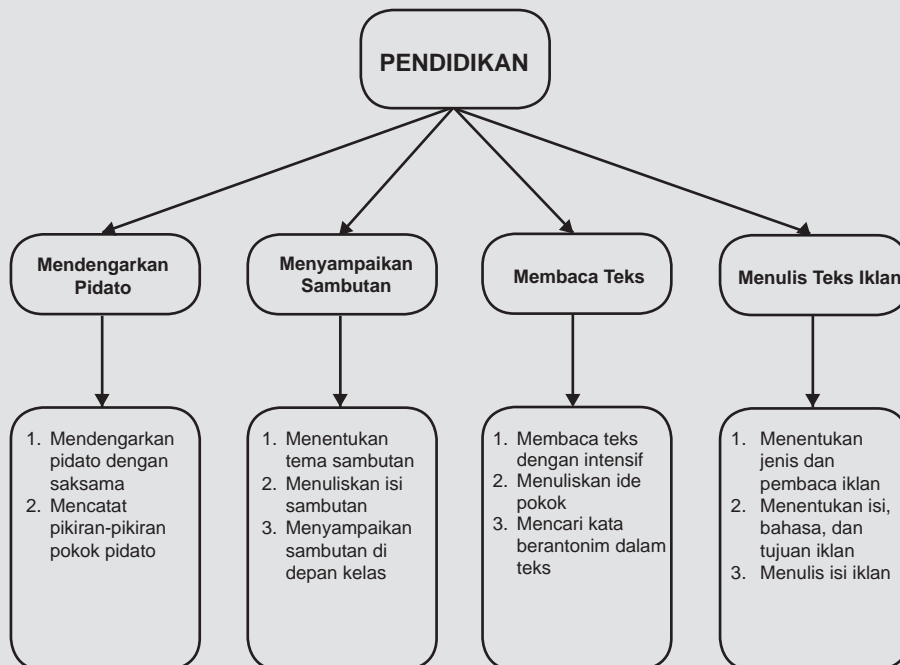 PENDIDIKAN
Mendengarkan
Pidato
Menyampaikan
Sambutan
Membaca Teks
Menulis Teks Iklan
1. Mendengarkan
pidato dengan
saksama
2. Mencatat
pikiran-pikiran
pokok pidato
1. Menentukan
tema sambutan
2. Menuliskan isi
sambutan
3. Menyampaikan
sambutan di
depan kelas
1. Membaca teks
dengan intensif
2. Menuliskan ide
pokok
3. Mencari kata
berantonim dalam
teks
1. Menentukan
jenis dan
pembaca iklan
2. Menentukan isi,
bahasa, dan
tujuan iklan
3. Menulis isi iklan